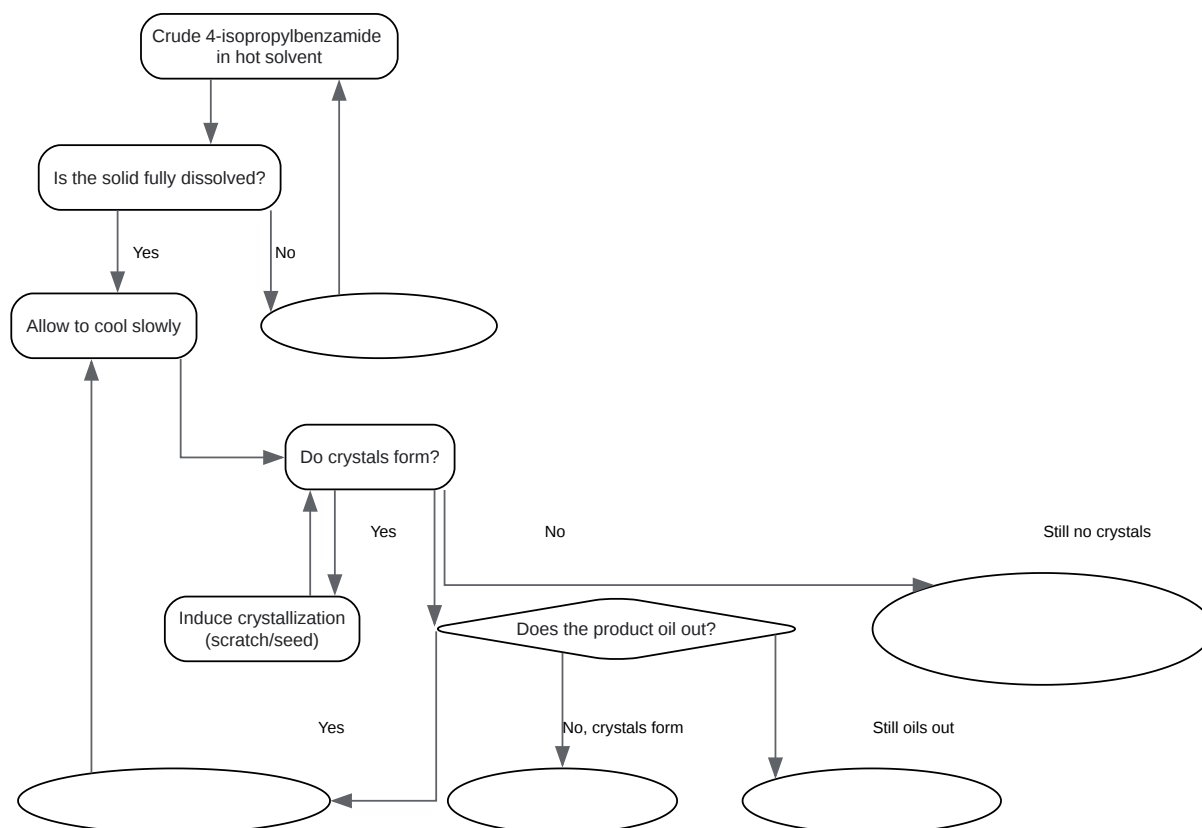 Crude 4-isopropylbenzamide
in hot solvent
Is the solid fully dissolved?
Yes
No
Allow to cool slowly
Do crystals form?
Yes
No
Still no crystals
Induce crystallization
(scratch/seed)
Does the product oil out?
Yes
No, crystals form
Still oils out